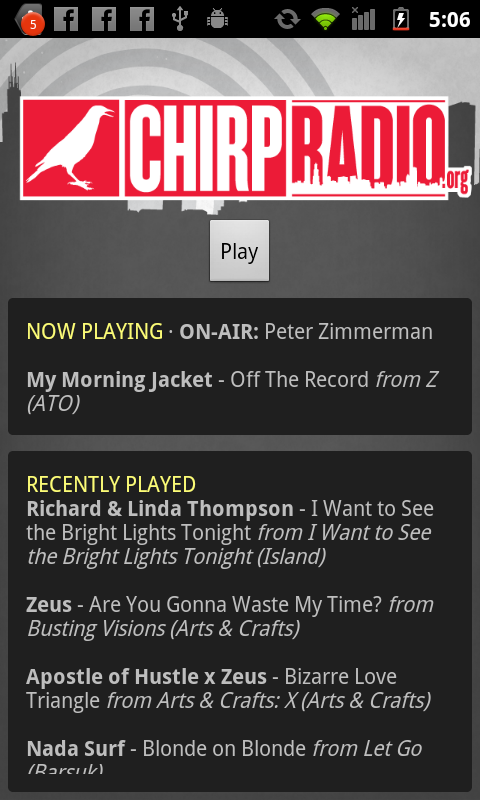 5 5:06
CHIRP RADIO.org
Play
NOW PLAYING · ON-AIR: Peter Zimmerman
My Morning Jacket - Off The Record from Z
(ATO)
RECENTLY PLAYED
Richard & Linda Thompson - I Want to See
the Bright Lights Tonight from I Want to See
the Bright Lights Tonight (Island)
Zeus - Are You Gonna Waste My Time? from
Busting Visions (Arts & Crafts)
Apostle of Hustle x Zeus - Bizarre Love
Triangle from Arts & Crafts: X (Arts & Crafts)
Nada Surf - Blonde on Blonde from Let Go
(Barsuk)